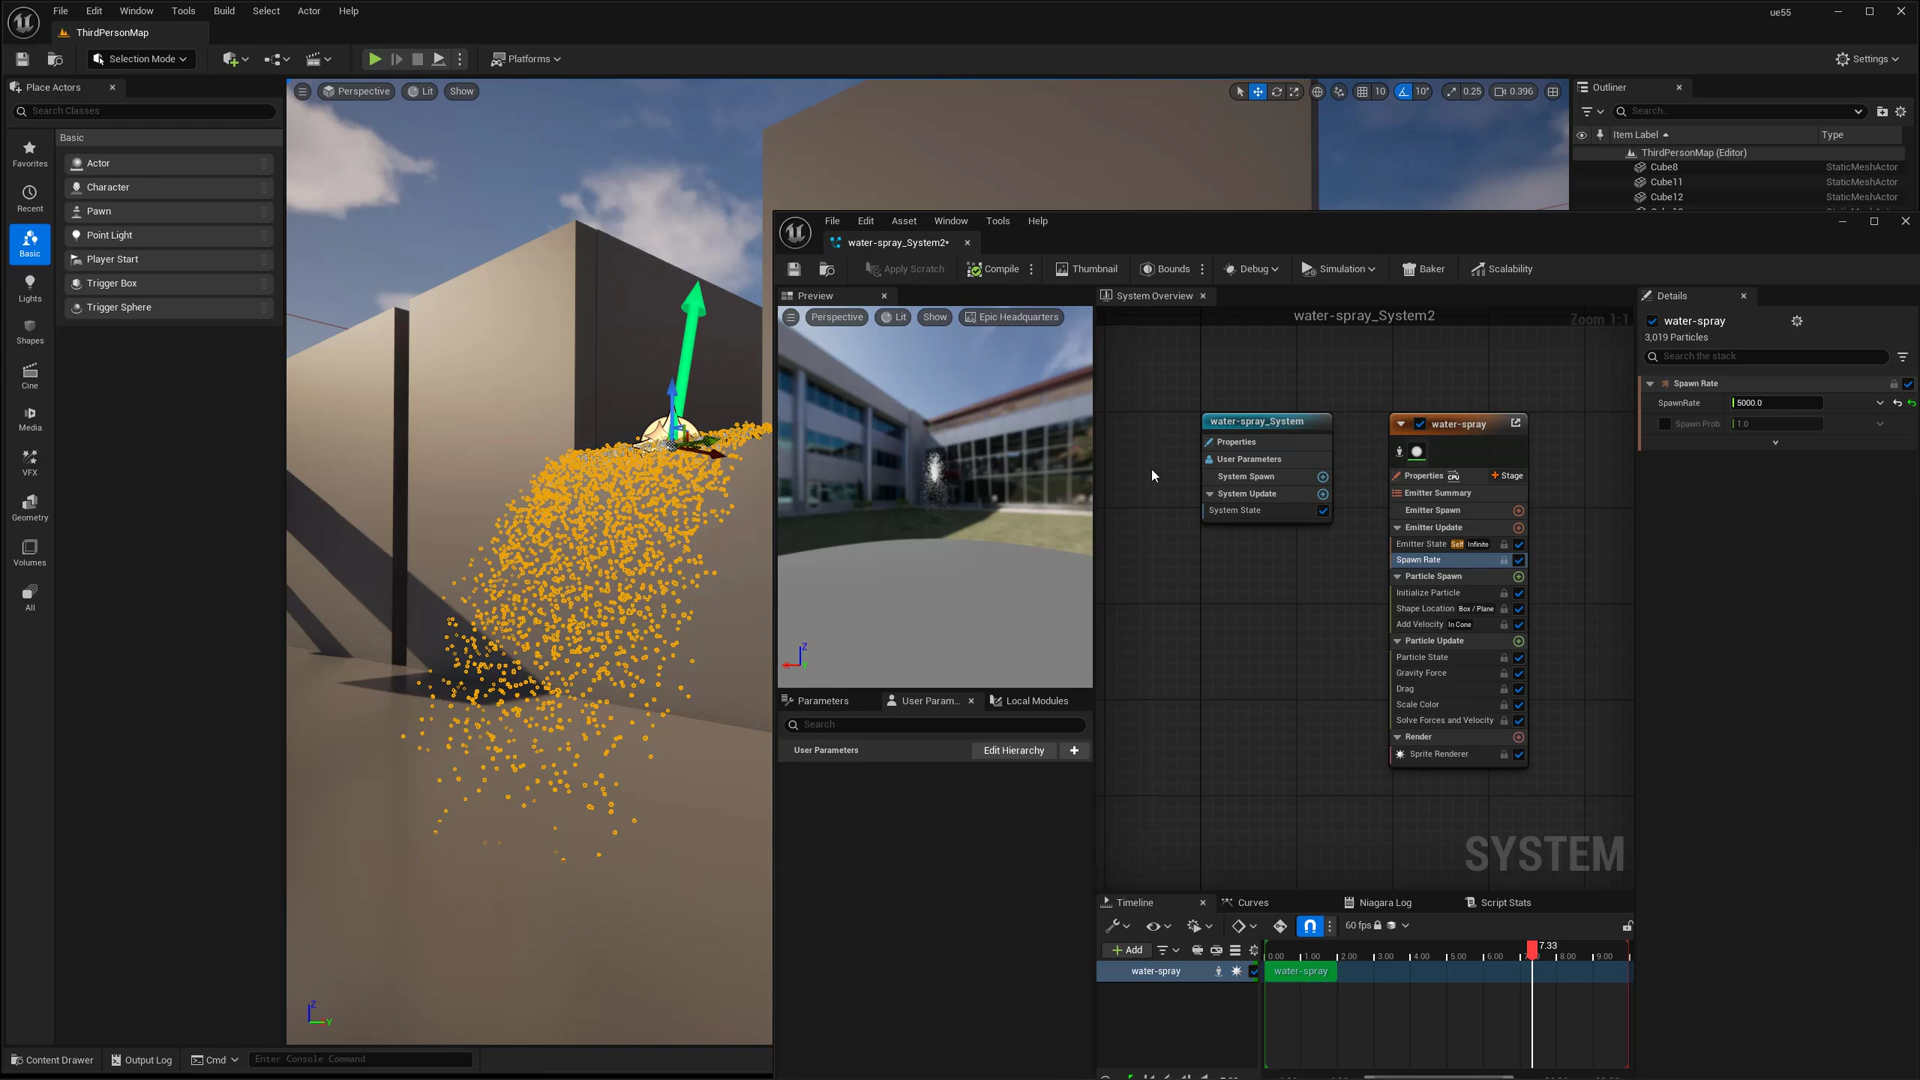 File Edit Window Tools Build Select Actor Help
ue55
ThirdPersonMap
Selection Mode
Platforms
Settings
Place Actors
Search Classes
Basic
Favorites
Recent
Basic
Lights
Shapes
Cine
Media
VFX
Geometry
Volumes
All
Actor
Character
Pawn
Point Light
Player Start
Trigger Box
Trigger Sphere
Perspective Lit Show
10 10° 0.25 0.396
Outliner
Search...
Item Label Type
ThirdPersonMap (Editor)
Cube8 StaticMeshActor
Cube11 StaticMeshActor
Cube12 StaticMeshActor
File Edit Asset Window Tools Help
water-spray_System2•
Apply Scratch Compile Thumbnail Bounds Debug Simulation Baker Scalability
Preview
Perspective Lit Show Epic Headquarters
Z
Parameters User Param... Local Modules
Search
User Parameters Edit Hierarchy
System Overview
water-spray_System2
Zoom 1:1
water-spray_System
Properties
User Parameters
System Spawn
System Update
System State
water-spray
Properties CPU Stage
Emitter Summary
Emitter Spawn
Emitter Update
Emitter State Self Infinite
Spawn Rate
Particle Spawn
Initialize Particle
Shape Location Box / Plane
Add Velocity In Cone
Particle Update
Particle State
Gravity Force
Drag
Scale Color
Solve Forces and Velocity
Render
Sprite Renderer
SYSTEM
Details
water-spray
3,019 Particles
Search the stack
Spawn Rate
SpawnRate 5000.0
Spawn Prob 1.0
Timeline Curves Niagara Log Script Stats
60 fps
Add
7.33
0.00 1.00 2.00 3.00 4.00 5.00 6.00 8.00 9.00
water-spray
water-spray
Z
Y
Content Drawer Output Log Cmd Enter Console Command